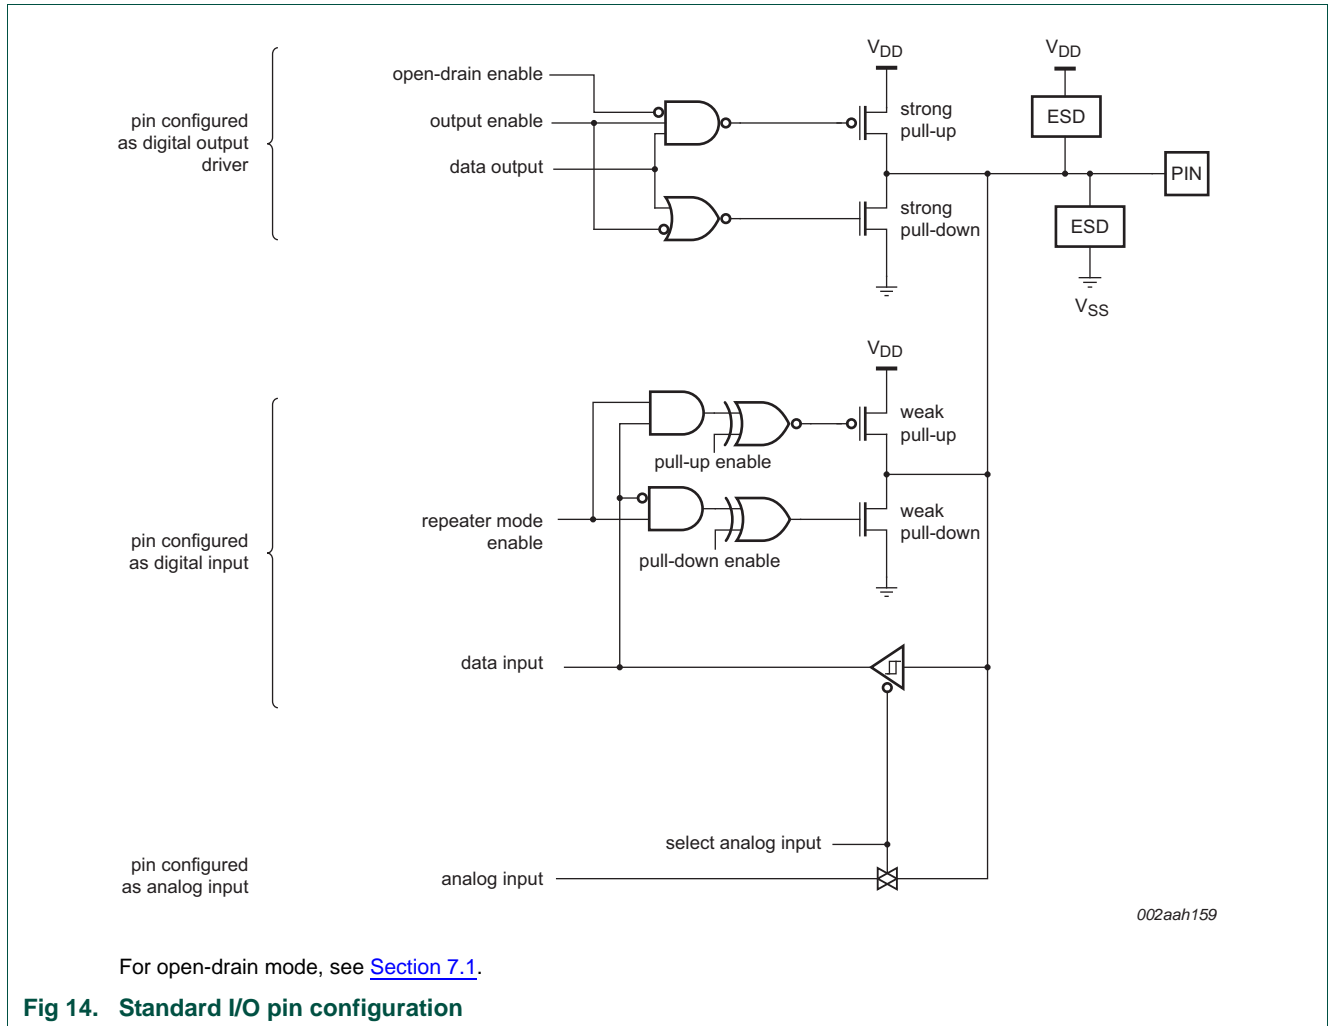 VDD
VDD
open-drain enable
strong
pull-up
ESD
pin configured
as digital output
driver
output enable
data output
PIN
strong
pull-down
ESD
VSS
VDD
weak
pull-up
pull-up enable
repeater mode
enable
weak
pull-down
pin configured
as digital input
pull-down enable
data input
select analog input
pin configured
as analog input
analog input
002aah159
For open-drain mode, see Section 7.1.
Fig 14. Standard I/O pin configuration